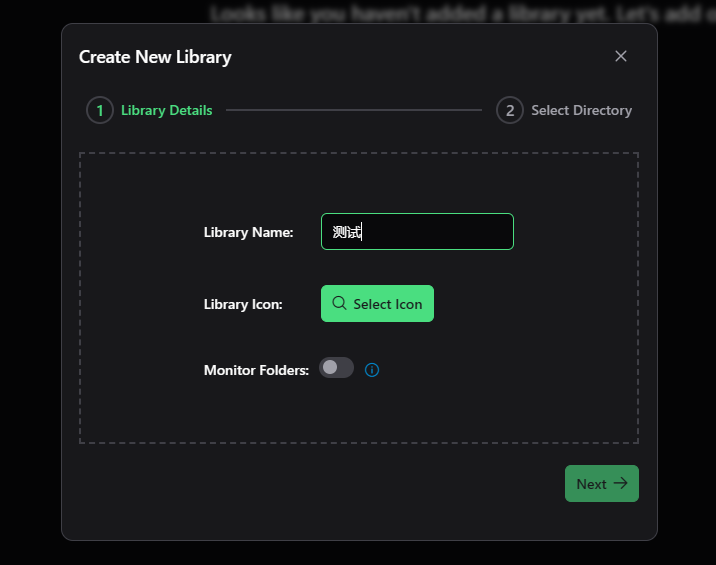 Looks like you haven't added a library yet. Let's add
Create New Library
1 Library Details
2 Select Directory
Library Name: 测试
Library Icon: Select Icon
Monitor Folders:
Next